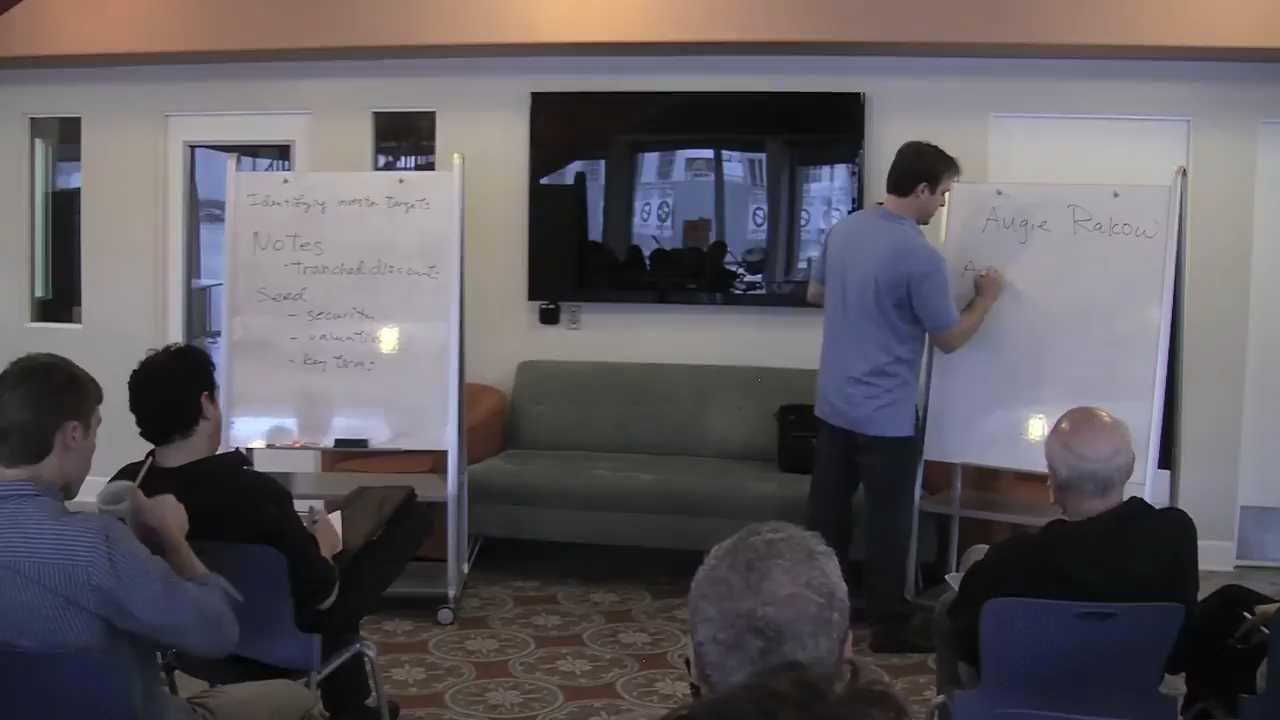 Identifying investor Targets
Notes
- Tranched discount
Seed
- security
- valuation
- key terms
Augie Rakow
A